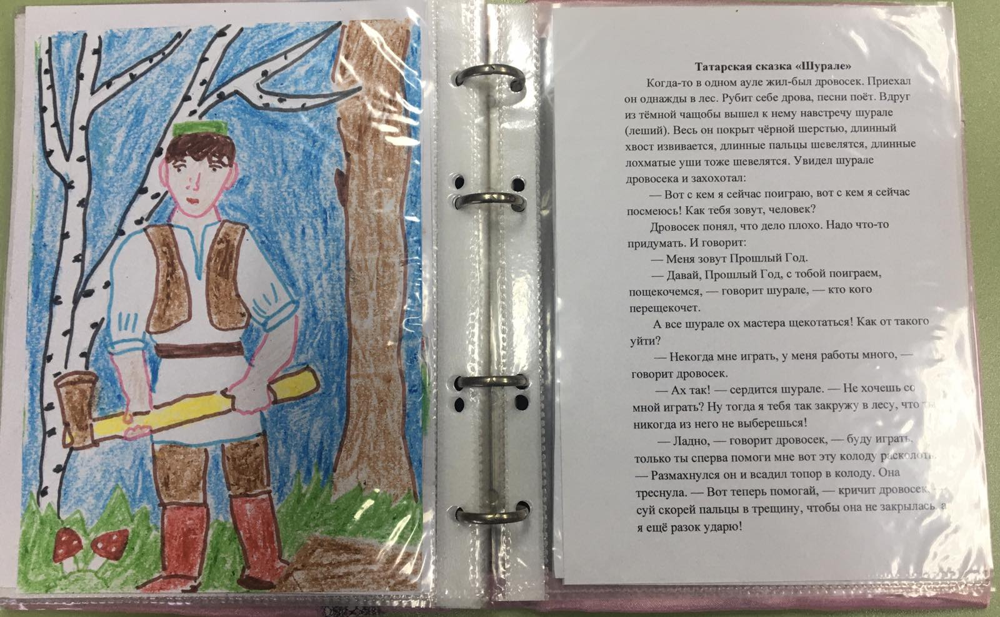 Татарская сказка «Шурале»
Когда-то в одном ауле жил-был дровосек. Приехал
он однажды в лес. Рубит себе дрова, песни поёт. Вдруг
из тёмной чащобы вышел к нему навстречу шурале
(леший). Весь он покрыт чёрной шерстью, длинный
хвост извивается, длинные пальцы шевелятся, длинные
лохматые уши тоже шевелятся. Увидел шурале
дровосека и захохотал:
— Вот с кем я сейчас поиграю, вот с кем я сейчас
посмеюсь! Как тебя зовут, человек?
Дровосек понял, что дело плохо. Надо что-то
придумать. И говорит:
— Меня зовут Прошлый Год.
— Давай, Прошлый Год, с тобой поиграем,
пощекочемся, — говорит шурале, — кто кого
перещекочет.
А все шурале ох мастера щекотаться! Как от такого
уйти?
— Некогда мне играть, у меня работы много, —
говорит дровосек.
— Ах так! — сердится шурале. — Не хочешь со
мной играть? Ну тогда я тебя так закружу в лесу, что ты
никогда из него не выберешься!
— Ладно, — говорит дровосек, — буду играть,
только ты сперва помоги мне вот эту колоду расколоть.
— Размахнулся он и всадил топор в колоду. Она
треснула. — Вот теперь помогай, — кричит дровосек, —
суй скорей пальцы в трещину, чтобы она не закрылась, а
я ещё разок ударю!